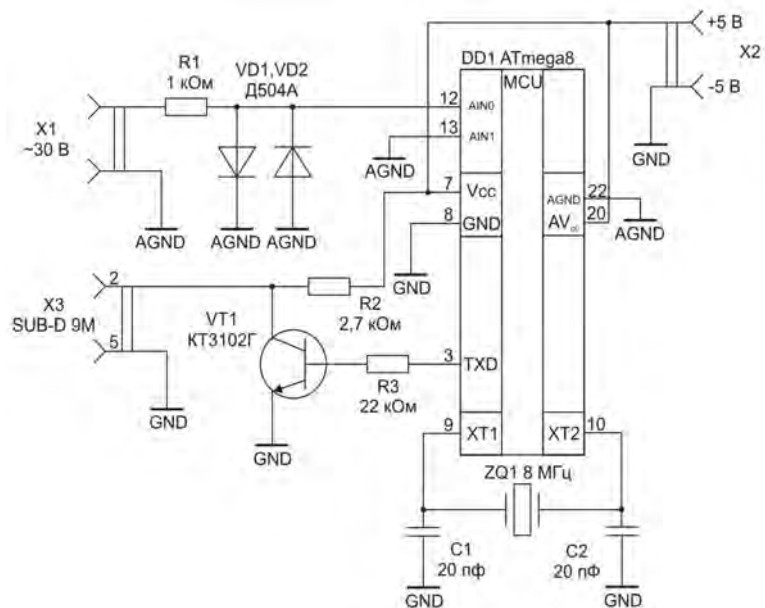 +5 В
X2
-5 В
GND
DD1 ATmega8
MCU
R1
1 кОм
VD1,VD2
Д504А
X1
~30 В
12
AIN0
13
AIN1
AGND
7
Vcc
8
GND
AGND
22
AVcc
20
AGND
AGND
AGND
AGND
GND
2
X3
SUB-D 9M
5
GND
R2
2,7 кОм
VT1
КТ3102Г
3
TXD
R3
22 кОм
GND
9
XT1
XT2
10
ZQ1 8 МГц
C1
20 пф
C2
20 пФ
GND
GND